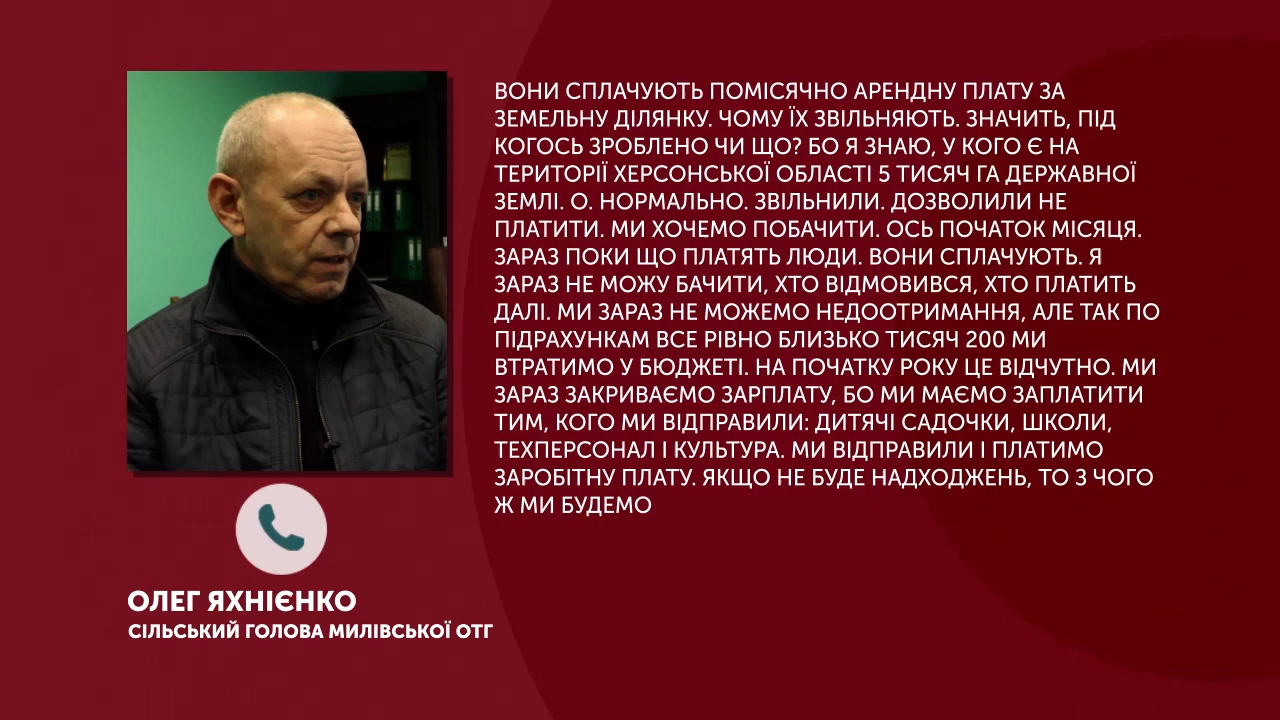 ВОНИ СПЛАЧУЮТЬ ПОМІСЯЧНО АРЕНДНУ ПЛАТУ ЗА
ЗЕМЕЛЬНУ ДІЛЯНКУ. ЧОМУ ЇХ ЗВІЛЬНЯЮТЬ. ЗНАЧИТЬ, ПІД
КОГОСЬ ЗРОБЛЕНО ЧИ ЩО? БО Я ЗНАЮ, У КОГО Є НА
ТЕРИТОРІЇ ХЕРСОНСЬКОЇ ОБЛАСТІ 5 ТИСЯЧ ГА ДЕРЖАВНОЇ
ЗЕМЛІ. О. НОРМАЛЬНО. ЗВІЛЬНИЛИ. ДОЗВОЛИЛИ НЕ
ПЛАТИТИ. МИ ХОЧЕМО ПОБАЧИТИ. ОСЬ ПОЧАТОК МІСЯЦЯ.
ЗАРАЗ ПОКИ ЩО ПЛАТЯТЬ ЛЮДИ. ВОНИ СПЛАЧУЮТЬ. Я
ЗАРАЗ НЕ МОЖУ БАЧИТИ, ХТО ВІДМОВИВСЯ, ХТО ПЛАТИТЬ
ДАЛІ. МИ ЗАРАЗ НЕ МОЖЕМО НЕДООТРИМАННЯ, АЛЕ ТАК ПО
ПІДРАХУНКАМ ВСЕ РІВНО БЛИЗЬКО ТИСЯЧ 200 МИ
ВТРАТИМО У БЮДЖЕТІ. НА ПОЧАТКУ РОКУ ЦЕ ВІДЧУТНО. МИ
ЗАРАЗ ЗАКРИВАЄМО ЗАРПЛАТУ, БО МИ МАЄМО ЗАПЛАТИТИ
ТИМ, КОГО МИ ВІДПРАВИЛИ: ДИТЯЧІ САДОЧКИ, ШКОЛИ,
ТЕХПЕРСОНАЛ І КУЛЬТУРА. МИ ВІДПРАВИЛИ І ПЛАТИМО
ЗАРОБІТНУ ПЛАТУ. ЯКЩО НЕ БУДЕ НАДХОДЖЕНЬ, ТО З ЧОГО
Ж МИ БУДЕМО
ОЛЕГ ЯХНІЄНКО
СІЛЬСЬКИЙ ГОЛОВА МИЛІВСЬКОЇ ОТГ